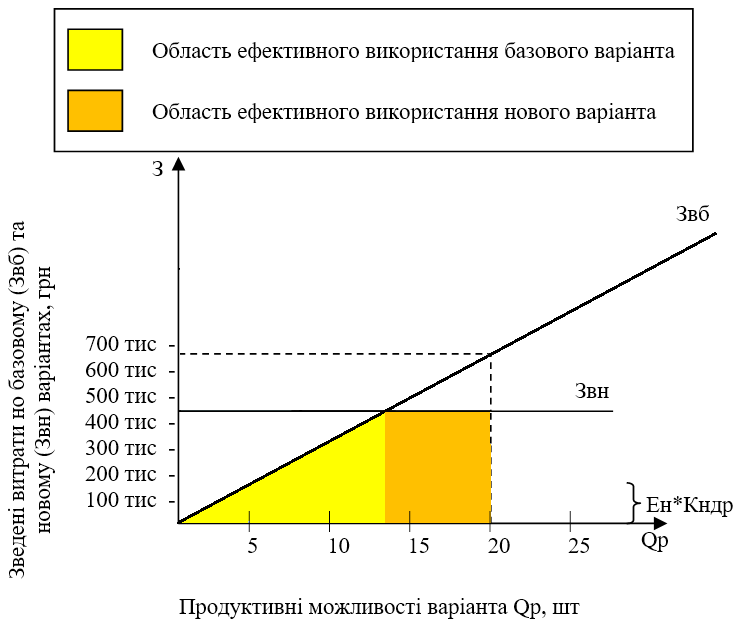 Область ефективного використання базового варіанта
Область ефективного використання нового варіанта
З
Звб
Зведені витрати но базовому (Звб) та
новому (Звн) варіантах, грн
700 тис
600 тис
500 тис
400 тис
300 тис
200 тис
100 тис
Звн
Ен*Кндр
5
10
15
20
25
Qр
Продуктивні можливості варіанта Qр, шт